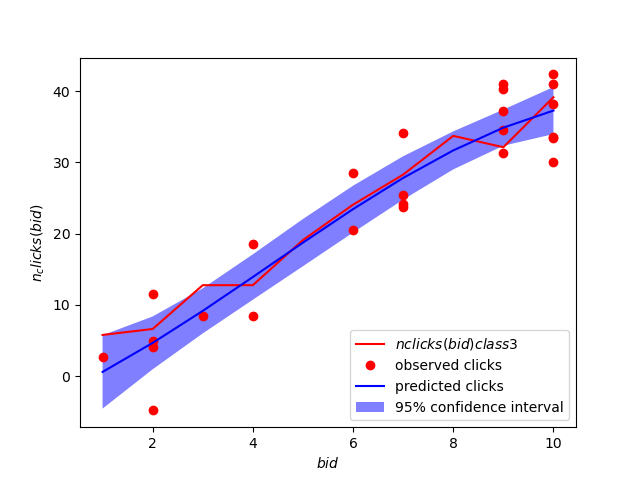 40
30
20
10
0
n_clicks(bid)
2
4
6
8
10
bid
nclicks(bid)class3
observed clicks
predicted clicks
95% confidence interval